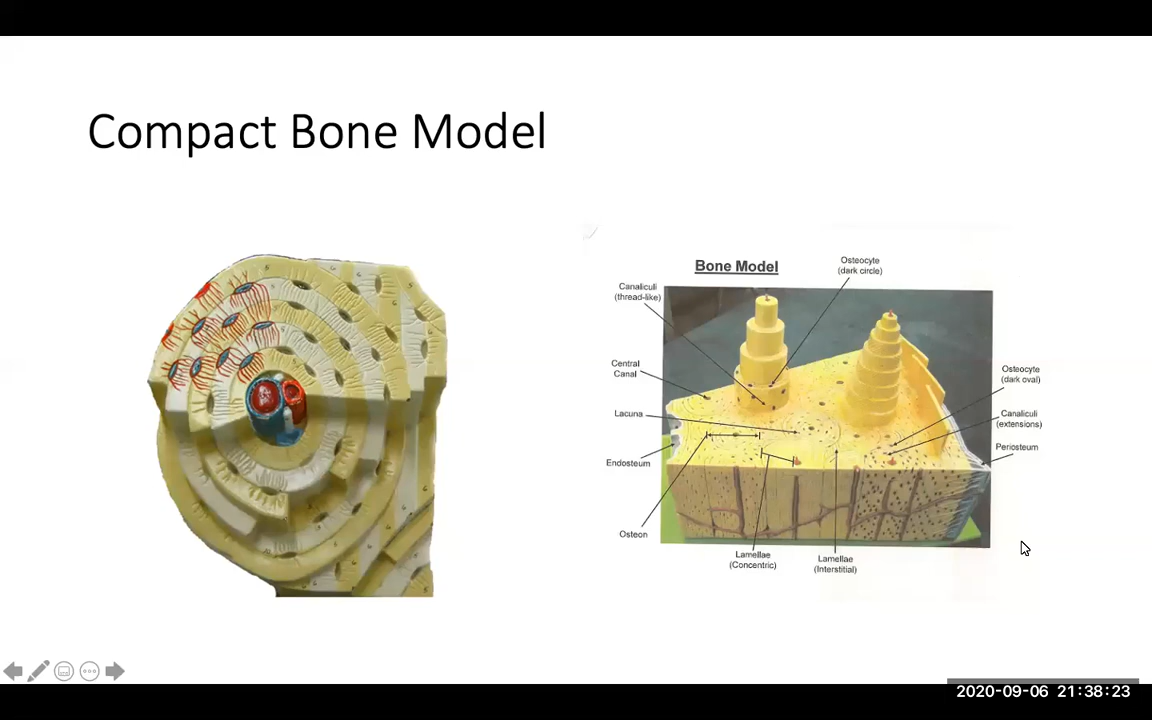 Compact Bone Model
Bone Model
Osteocyte
(dark circle)
Canaliculi
(thread-like)
Central
Canal
Lacuna
Endosteum
Osteon
Lamellae
(Concentric)
Lamellae
(Interstitial)
Osteocyte
(dark oval)
Canaliculi
(extensions)
Periosteum
2020-09-06 21:38:23